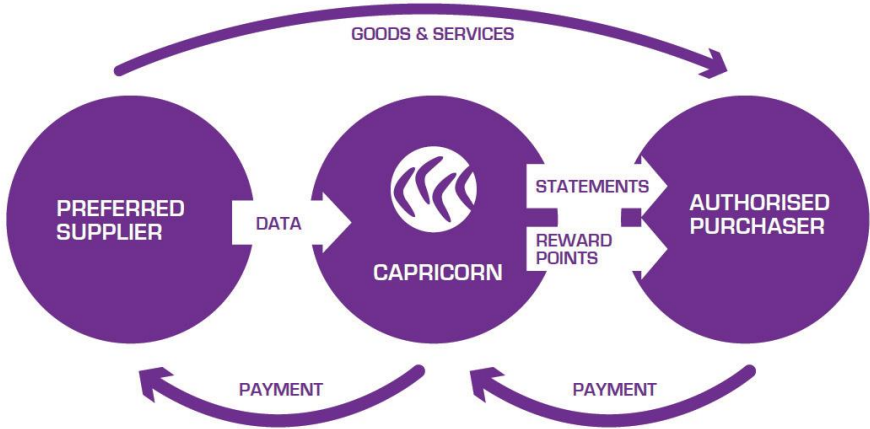 GOODS & SERVICES
PREFERRED
SUPPLIER
DATA
CAPRICORN
STATEMENTS
REWARD
POINTS
AUTHORISED
PURCHASER
PAYMENT
PAYMENT